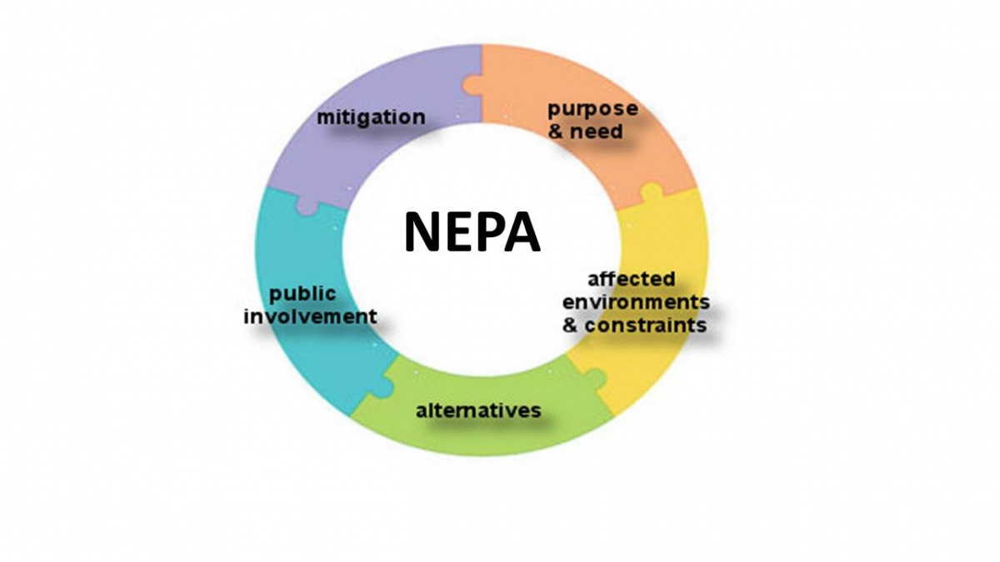 mitigation
purpose
& need
NEPA
affected
environments
& constraints
public
involvement
alternatives